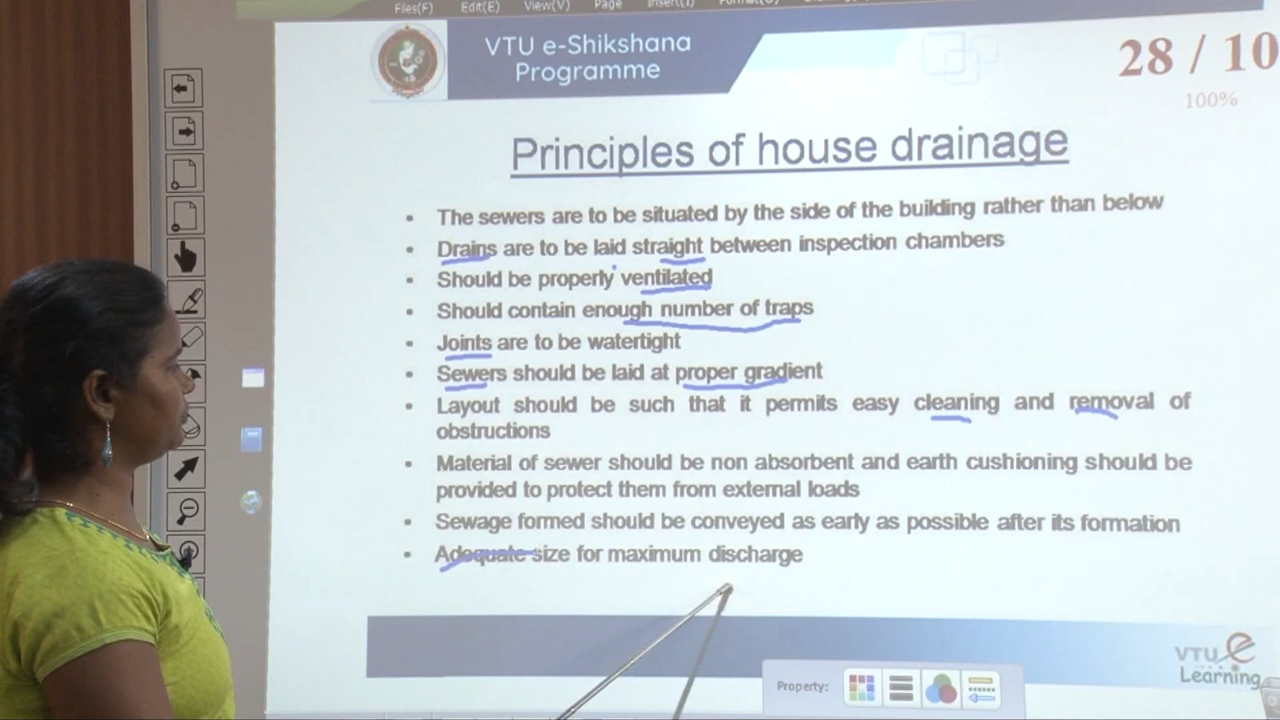 Files(F) Edit(E) View(V) Page Insert(I)
VTU e-Shikshana
Programme
28 / 10
100%
Principles of house drainage
• The sewers are to be situated by the side of the building rather than below
• Drains are to be laid straight between inspection chambers
• Should be properly ventilated
• Should contain enough number of traps
• Joints are to be watertight
• Sewers should be laid at proper gradient
• Layout should be such that it permits easy cleaning and removal of
obstructions
• Material of sewer should be non absorbent and earth cushioning should be
provided to protect them from external loads
• Sewage formed should be conveyed as early as possible after its formation
• Adequate size for maximum discharge
VTU e
Learning
Property: